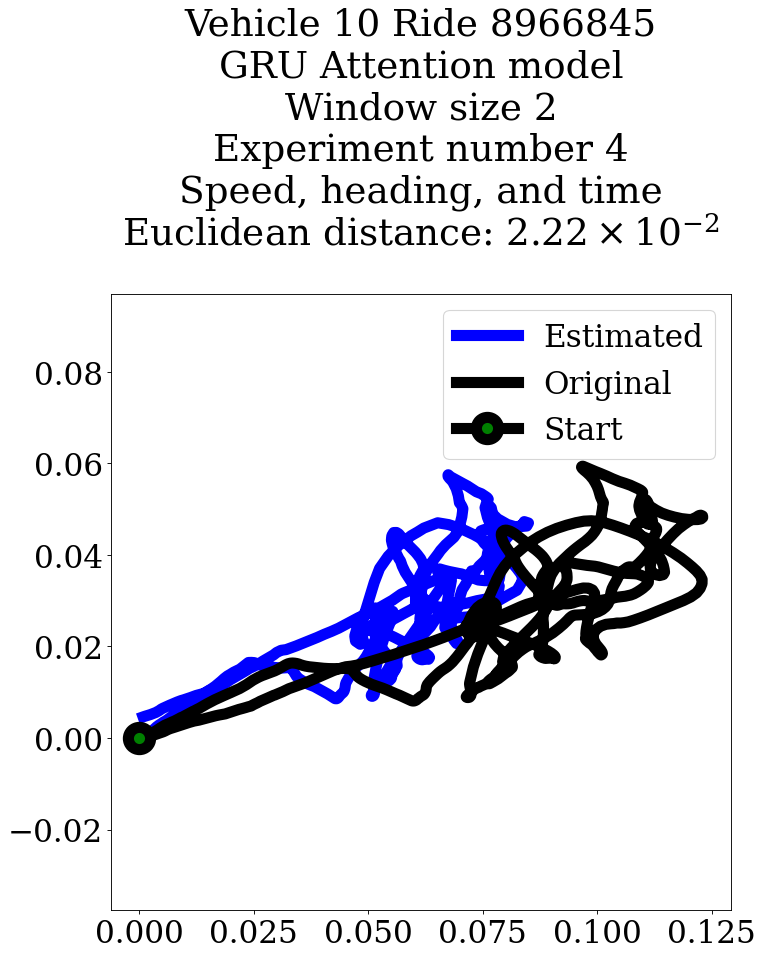 Vehicle 10 Ride 8966845
GRU Attention model
Window size 2
Experiment number 4
Speed, heading, and time
Euclidean distance: 2.22 × 10⁻²
Estimated
Original
Start
0.08
0.06
0.04
0.02
0.00
−0.02
0.000 0.025 0.050 0.075 0.100 0.125